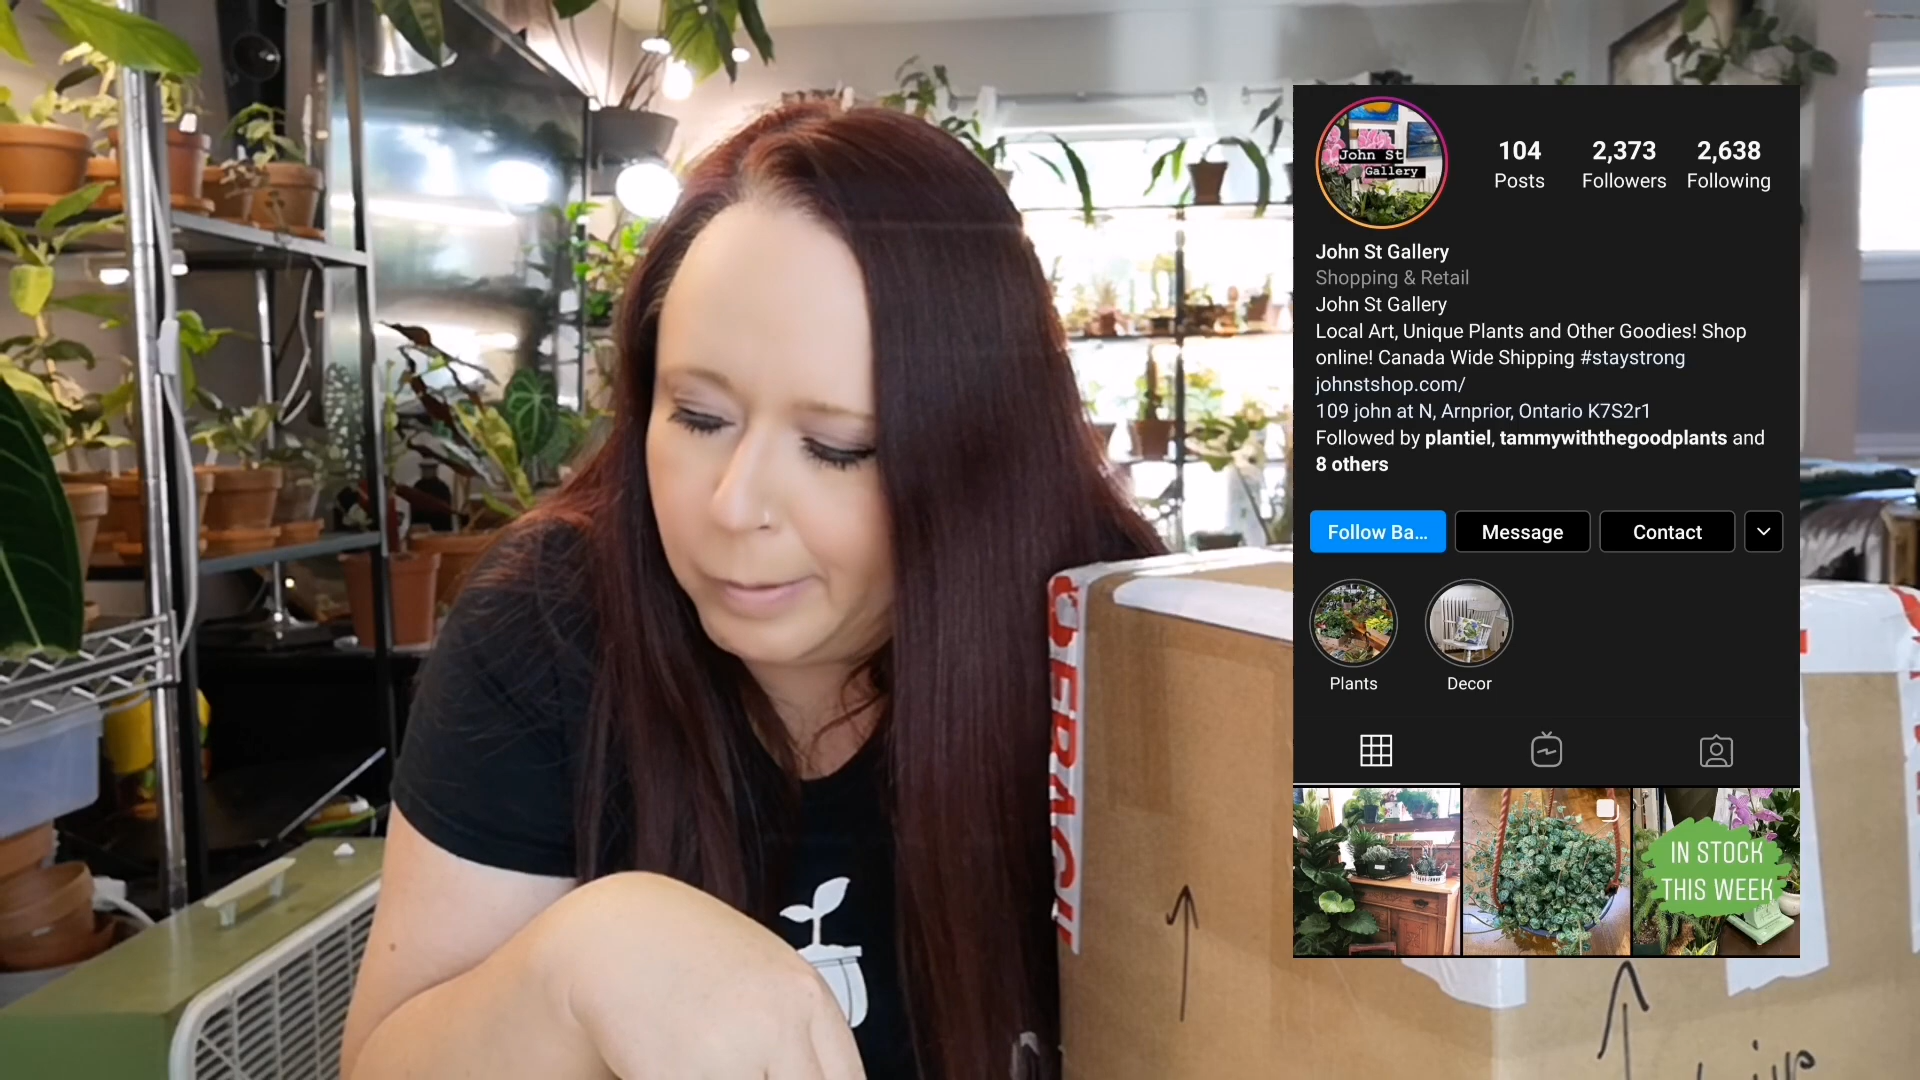 John St
Gallery
104
Posts
2,373
Followers
2,638
Following
John St Gallery
Shopping & Retail
John St Gallery
Local Art, Unique Plants and Other Goodies! Shop
online! Canada Wide Shipping #staystrong
johnstshop.com/
109 john at N, Arnprior, Ontario K7S2r1
Followed by plantiel, tammywiththegoodplants and
8 others
Follow Ba...
Message
Contact
Plants
Decor
IN STOCK
THIS WEEK